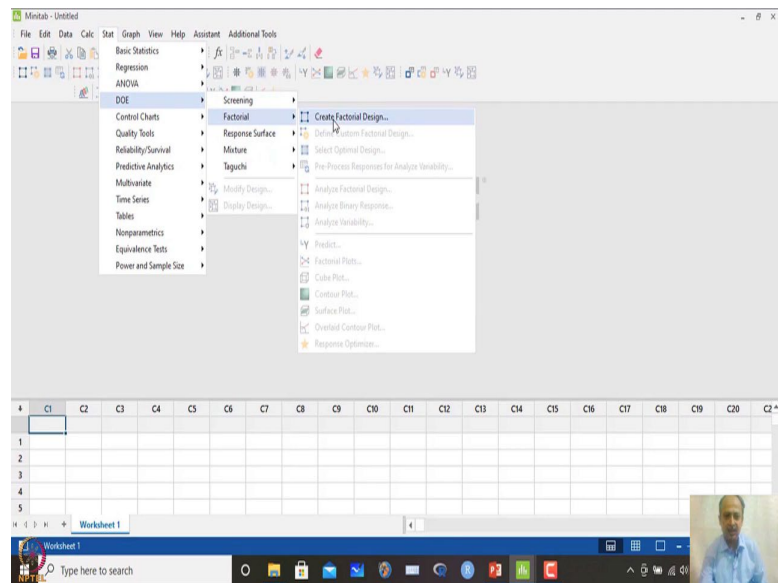 Minitab - Untitled
File Edit Data Calc Stat Graph View Help Assistant Additional Tools
Basic Statistics
Regression
ANOVA
DOE
Control Charts
Quality Tools
Reliability/Survival
Predictive Analytics
Multivariate
Time Series
Tables
Nonparametrics
Equivalence Tests
Power and Sample Size
Screening
Factorial
Response Surface
Mixture
Taguchi
Modify Design...
Display Design...
Create Factorial Design...
Define Custom Factorial Design...
Select Optimal Design...
Pre-Process Responses for Analyze Variability...
Analyze Factorial Design...
Analyze Binary Response...
Analyze Variability...
Predict...
Factorial Plots...
Cube Plot...
Contour Plot...
Surface Plot...
Overlaid Contour Plot...
Response Optimizer...
C1 C2 C3 C4 C5 C6 C7 C8 C9 C10 C11 C12 C13 C14 C15 C16 C17 C18 C19 C20
1
2
3
4
5
Worksheet 1
Worksheet 1
Type here to search
NPTEL